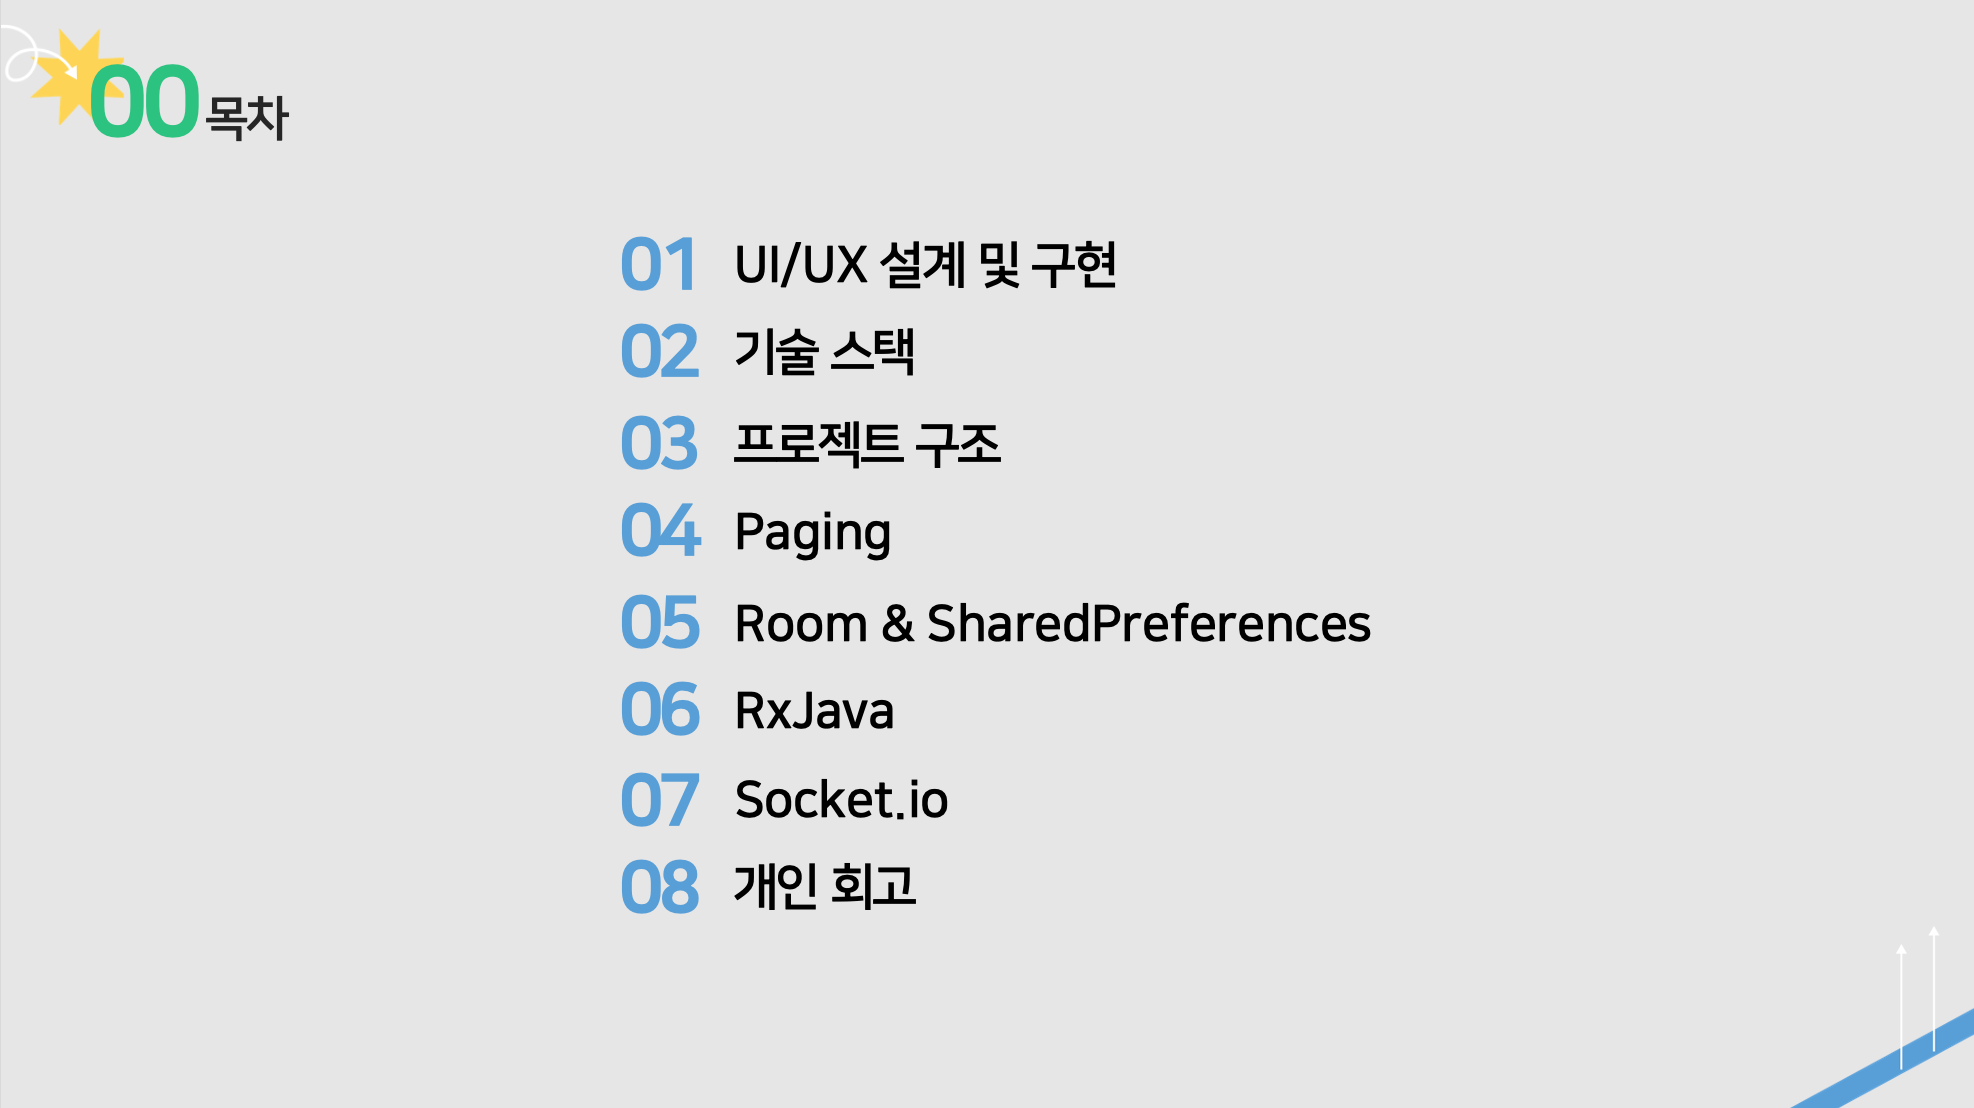 00 목차
01 UI/UX 설계 및 구현
02 기술 스택
03 프로젝트 구조
04 Paging
05 Room & SharedPreferences
06 RxJava
07 Socket.io
08 개인 회고